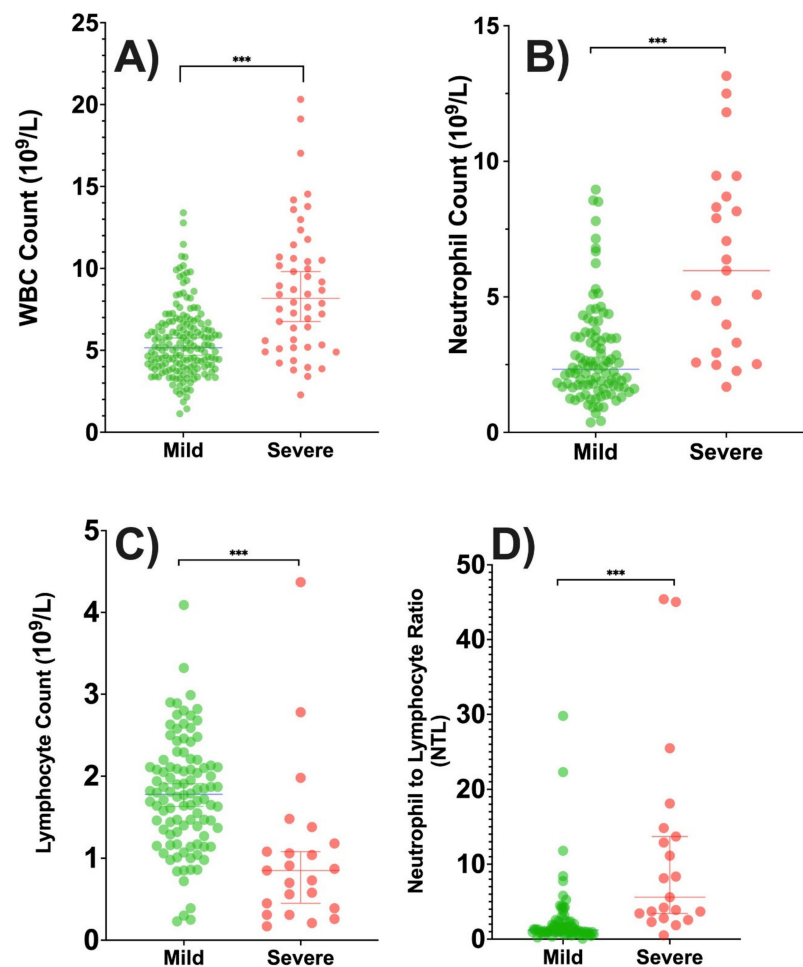 A)
WBC Count (10⁹/L)
25
20
15
10
5
0
***
Mild Severe
B)
Neutrophil Count (10⁹/L)
15
10
5
0
***
Mild Severe
C)
Lymphocyte Count (10⁹/L)
5
4
3
2
1
0
***
Mild Severe
D)
Neutrophil to Lymphocyte Ratio
(NTL)
50
40
30
20
10
0
***
Mild Severe